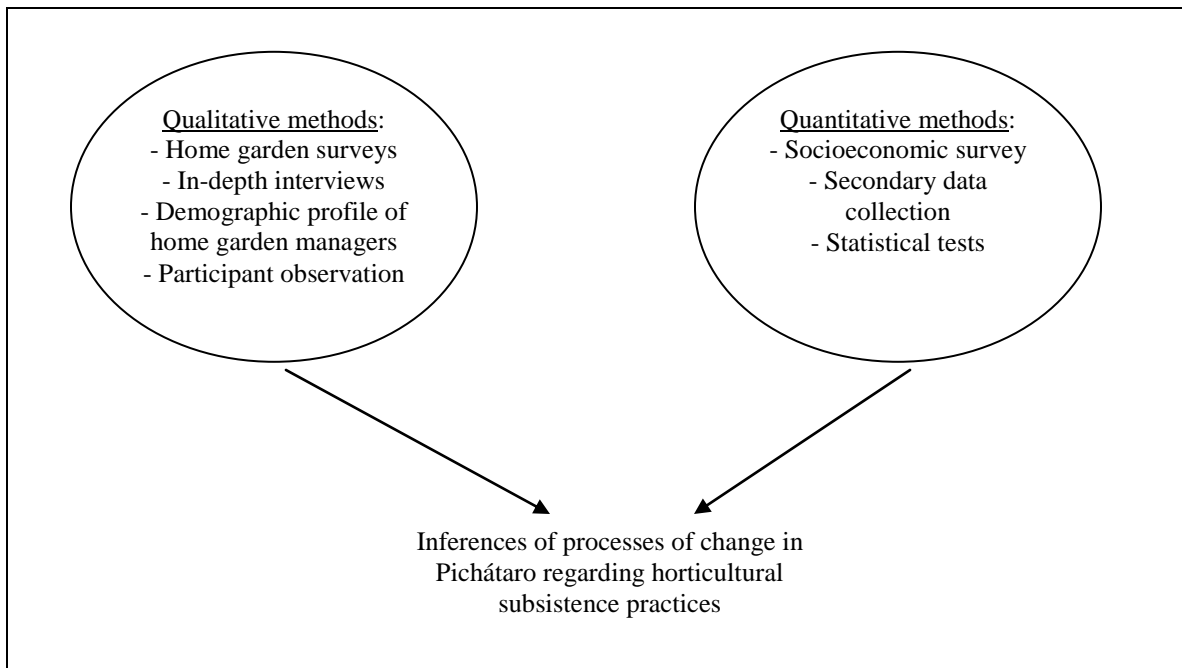 Qualitative methods:
- Home garden surveys
- In-depth interviews
- Demographic profile of
home garden managers
- Participant observation
Quantitative methods:
- Socioeconomic survey
- Secondary data
collection
- Statistical tests
Inferences of processes of change in
Pichátaro regarding horticultural
subsistence practices